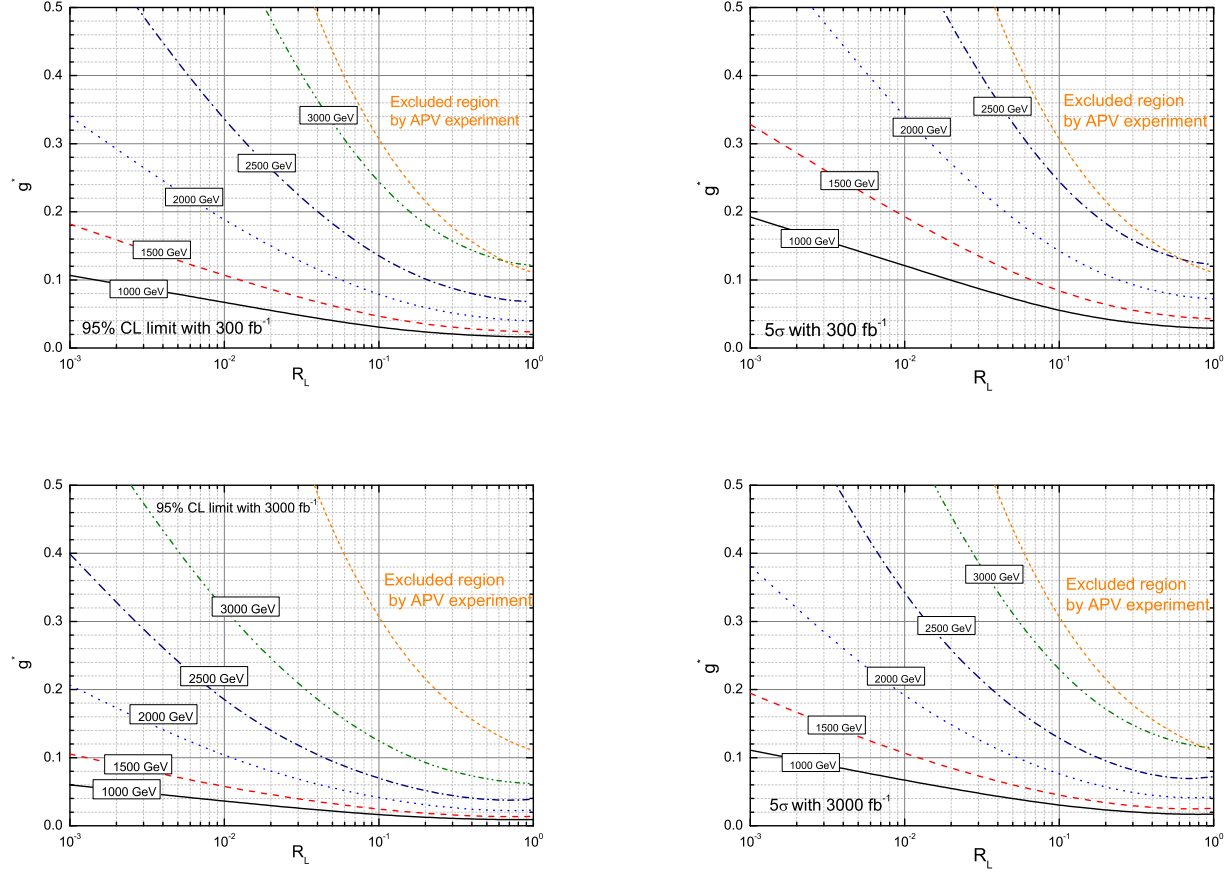 0.5
0.4
0.3
0.2
0.1
0.0
g*
3000 GeV
Excluded region
by APV experiment
2500 GeV
2000 GeV
1500 GeV
1000 GeV
95% CL limit with 300 fb⁻¹
10⁻³ 10⁻² 10⁻¹ 10⁰
R_L
0.5
0.4
0.3
0.2
0.1
0.0
g*
Excluded region
by APV experiment
2500 GeV
2000 GeV
1500 GeV
1000 GeV
5σ with 300 fb⁻¹
10⁻³ 10⁻² 10⁻¹ 10⁰
R_L
0.5
0.4
0.3
0.2
0.1
0.0
g*
95% CL limit with 3000 fb⁻¹
Excluded region
by APV experiment
3000 GeV
2500 GeV
2000 GeV
1500 GeV
1000 GeV
10⁻³ 10⁻² 10⁻¹ 10⁰
R_L
0.5
0.4
0.3
0.2
0.1
0.0
g*
3000 GeV
Excluded region
by APV experiment
2500 GeV
2000 GeV
1500 GeV
1000 GeV
5σ with 3000 fb⁻¹
10⁻³ 10⁻² 10⁻¹ 10⁰
R_L